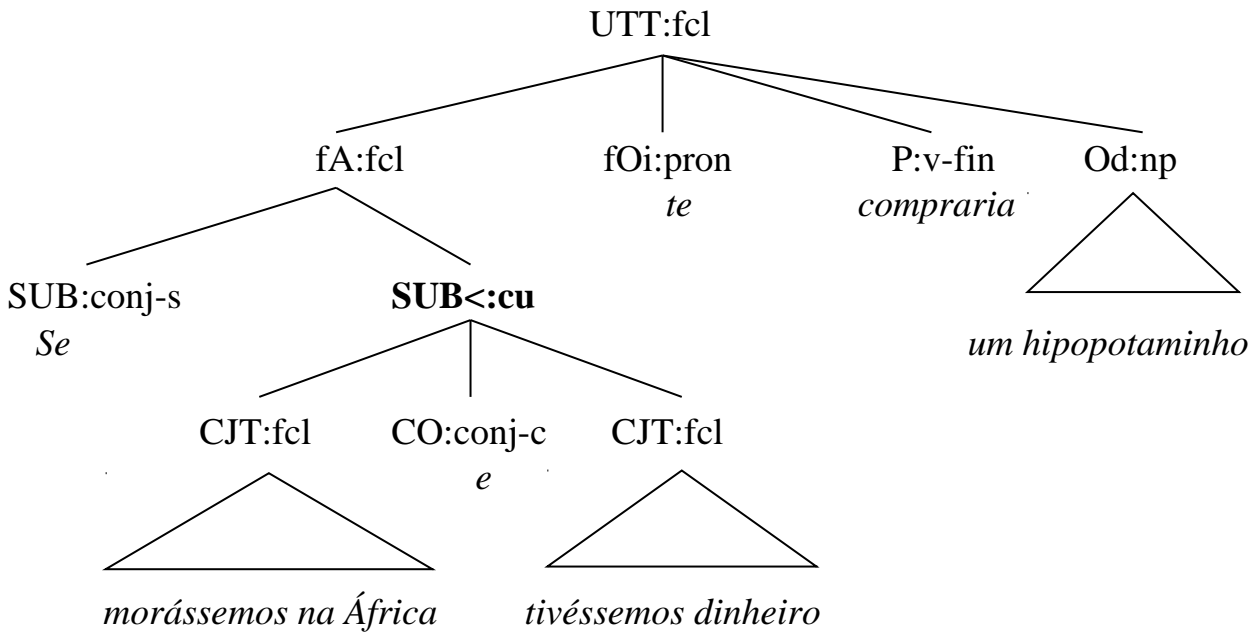 UTT:fcl
fA:fcl fOi:pron P:v-fin Od:np
te compraria
SUB:conj-s SUB<:cu
Se um hipopotaminho
CJT:fcl CO:conj-c CJT:fcl
e
morássemos na África tivéssemos dinheiro